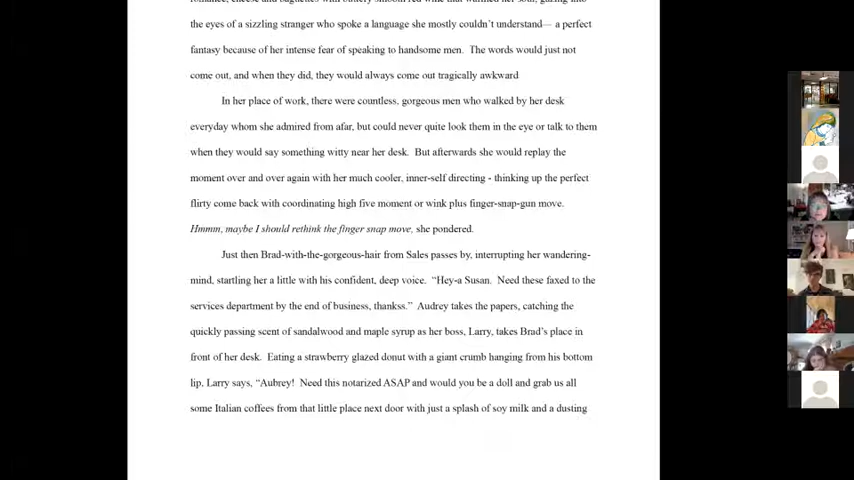 the eyes of a sizzling stranger who spoke a language she mostly couldn't understand— a perfect
fantasy because of her intense fear of speaking to handsome men. The words would just not
come out, and when they did, they would always come out tragically awkward
In her place of work, there were countless, gorgeous men who walked by her desk
everyday whom she admired from afar, but could never quite look them in the eye or talk to them
when they would say something witty near her desk. But afterwards she would replay the
moment over and over again with her much cooler, inner-self directing - thinking up the perfect
flirty come back with coordinating high five moment or wink plus finger-snap-gun move.
Hmmm, maybe I should rethink the finger snap move, she pondered.
Just then Brad-with-the-gorgeous-hair from Sales passes by, interrupting her wandering-
mind, startling her a little with his confident, deep voice. “Hey-a Susan. Need these faxed to the
services department by the end of business, thankss.” Audrey takes the papers, catching the
quickly passing scent of sandalwood and maple syrup as her boss, Larry, takes Brad's place in
front of her desk. Eating a strawberry glazed donut with a giant crumb hanging from his bottom
lip, Larry says, “Aubrey! Need this notarized ASAP and would you be a doll and grab us all
some Italian coffees from that little place next door with just a splash of soy milk and a dusting